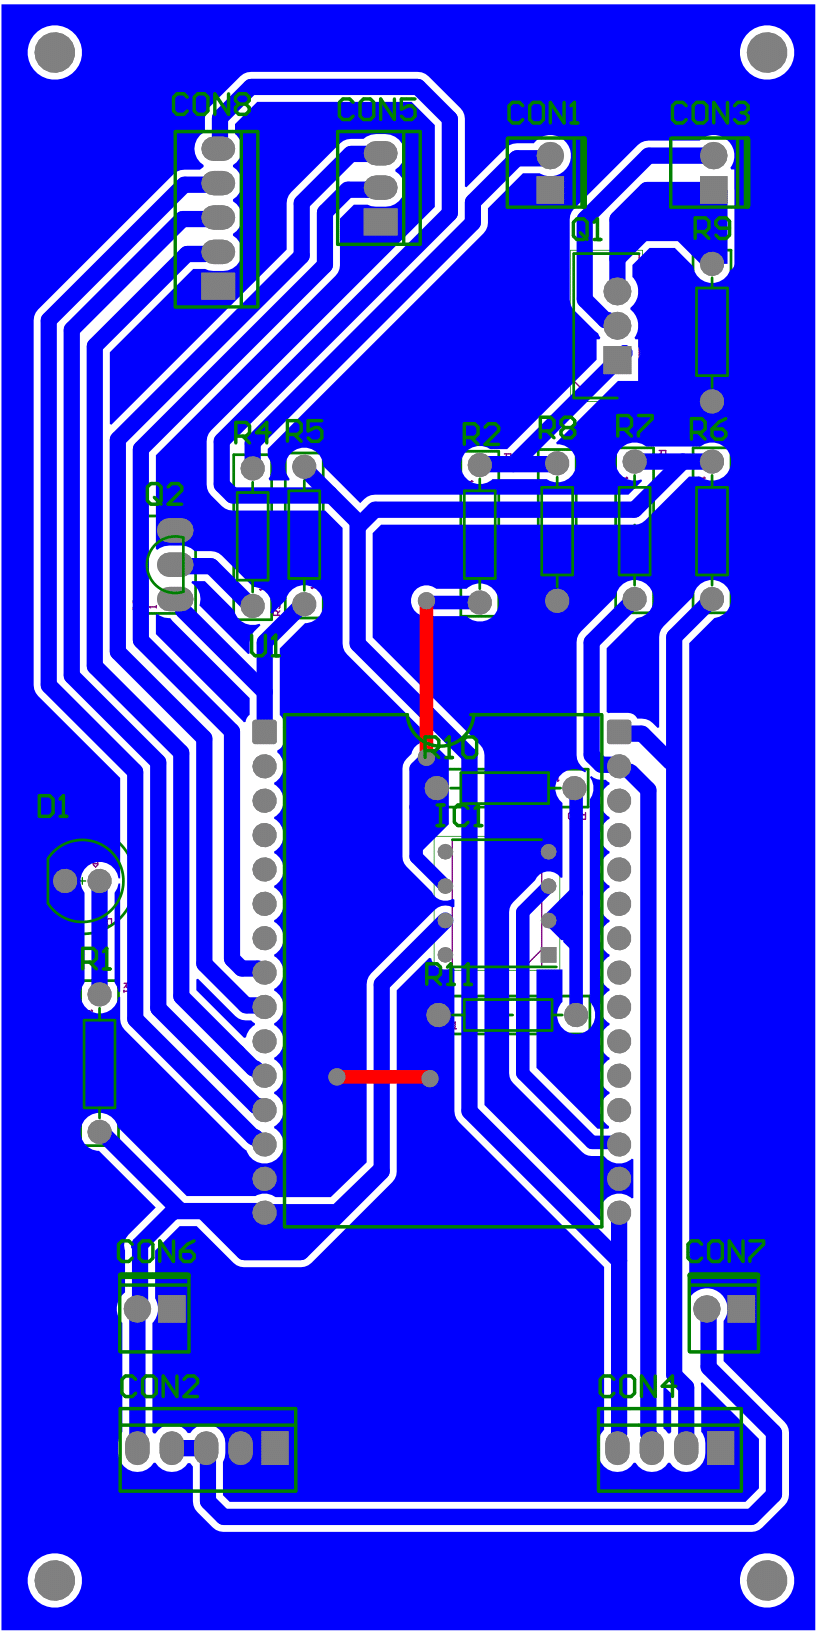 CON8
CON5
CON1
CON3
Q1
R9
R4
R5
R2
R8
R7
R6
Q2
U1
R10
D1
IC1
R1
R11
CON6
CON7
CON2
CON4